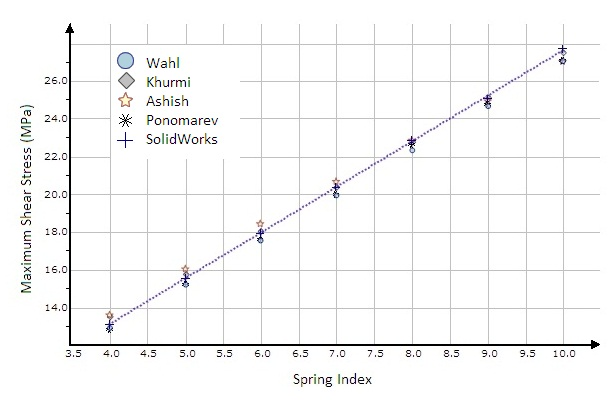 Wahl
Khurmi
Ashish
Ponomarev
SolidWorks
Maximum Shear Stress (MPa)
26.0
24.0
22.0
20.0
18.0
16.0
14.0
3.5 4.0 4.5 5.0 5.5 6.0 6.5 7.0 7.5 8.0 8.5 9.0 9.5 10.0
Spring Index